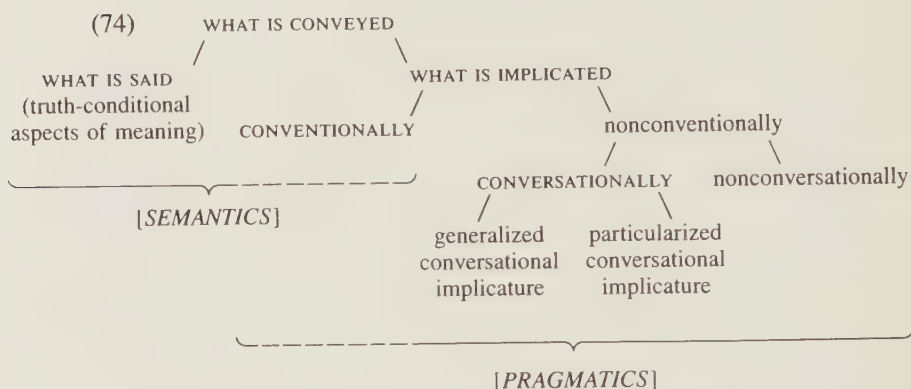 (74) WHAT IS CONVEYED
WHAT IS SAID
(truth-conditional
aspects of meaning)
WHAT IS IMPLICATED
CONVENTIONALLY
nonconventionally
CONVERSATIONALLY
nonconversationally
[SEMANTICS]
generalized
conversational
implicature
particularized
conversational
implicature
[PRAGMATICS]